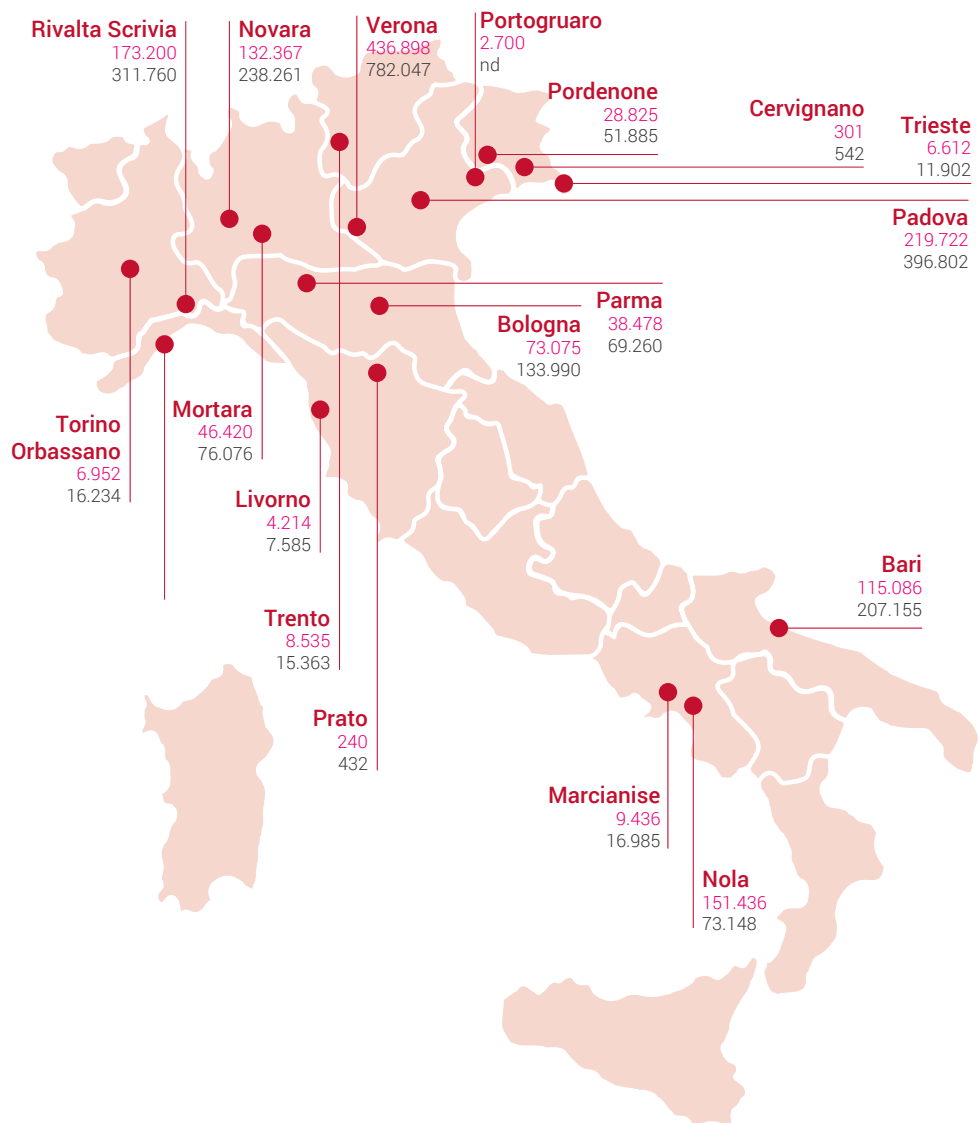 Rivalta Scrivia
173.200
311.760
Novara
132.367
238.261
Verona
436.898
782.047
Portogruaro
2.700
nd
Pordenone
28.825
51.885
Cervignano
301
542
Trieste
6.612
11.902
Padova
219.722
396.802
Parma
38.478
69.260
Bologna
73.075
133.990
Torino
Orbassano
6.952
16.234
Mortara
46.420
76.076
Livorno
4.214
7.585
Trento
8.535
15.363
Prato
240
432
Bari
115.086
207.155
Marcianise
9.436
16.985
Nola
151.436
73.148